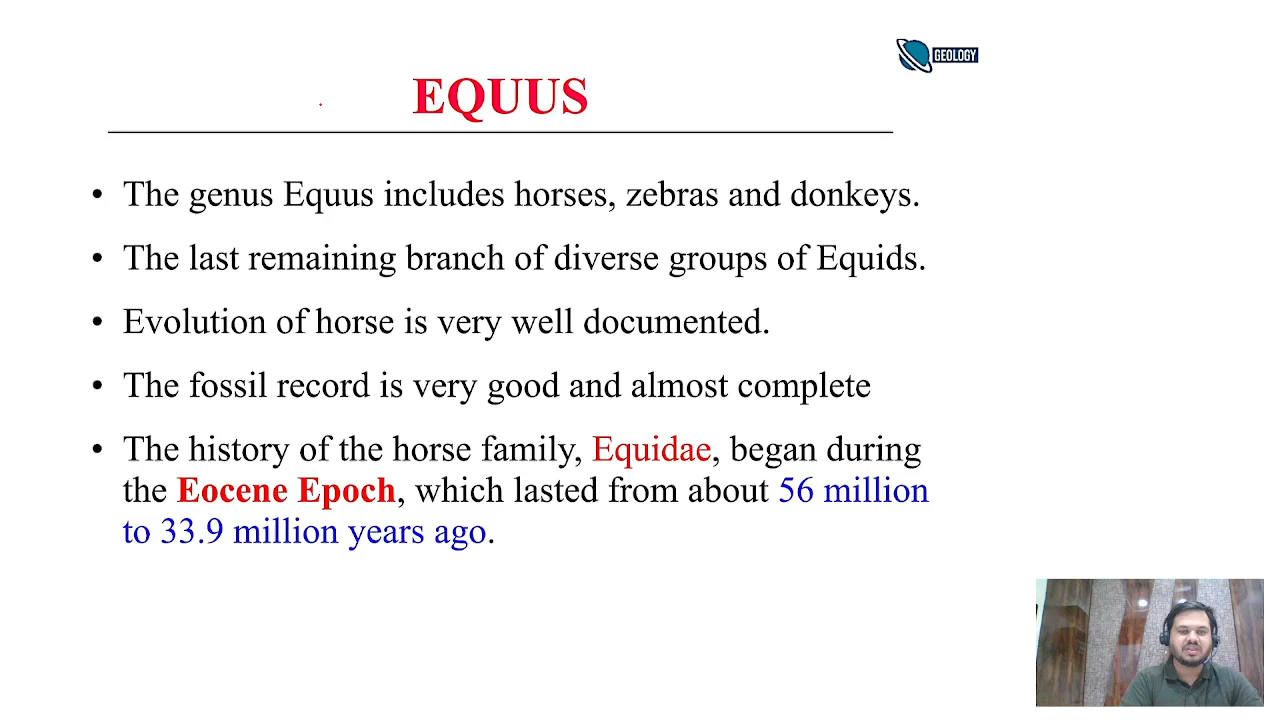 GEOLOGY
EQUUS
• The genus Equus includes horses, zebras and donkeys.
• The last remaining branch of diverse groups of Equids.
• Evolution of horse is very well documented.
• The fossil record is very good and almost complete
• The history of the horse family, Equidae, began during
the Eocene Epoch, which lasted from about 56 million
to 33.9 million years ago.